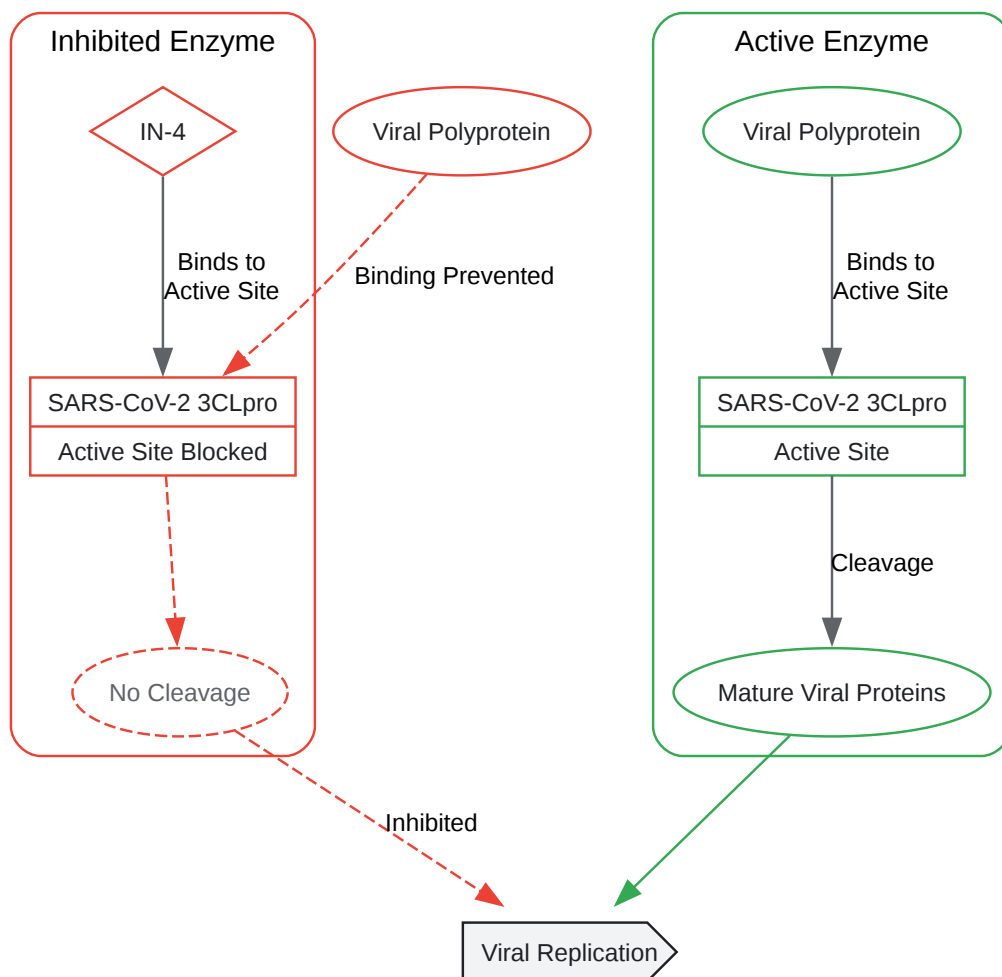 Inhibited Enzyme
IN-4
Viral Polyprotein
Binds to
Active Site
Binding Prevented
SARS-CoV-2 3CLpro
Active Site Blocked
No Cleavage
Inhibited
Active Enzyme
Viral Polyprotein
Binds to
Active Site
SARS-CoV-2 3CLpro
Active Site
Cleavage
Mature Viral Proteins
Viral Replication